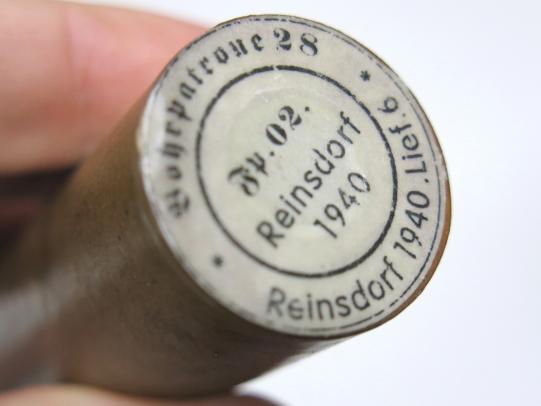 Bohrpatrone 28
*
Reinsdorf 1940. Lief. 6
*
Fp. 02.
Reinsdorf
1940